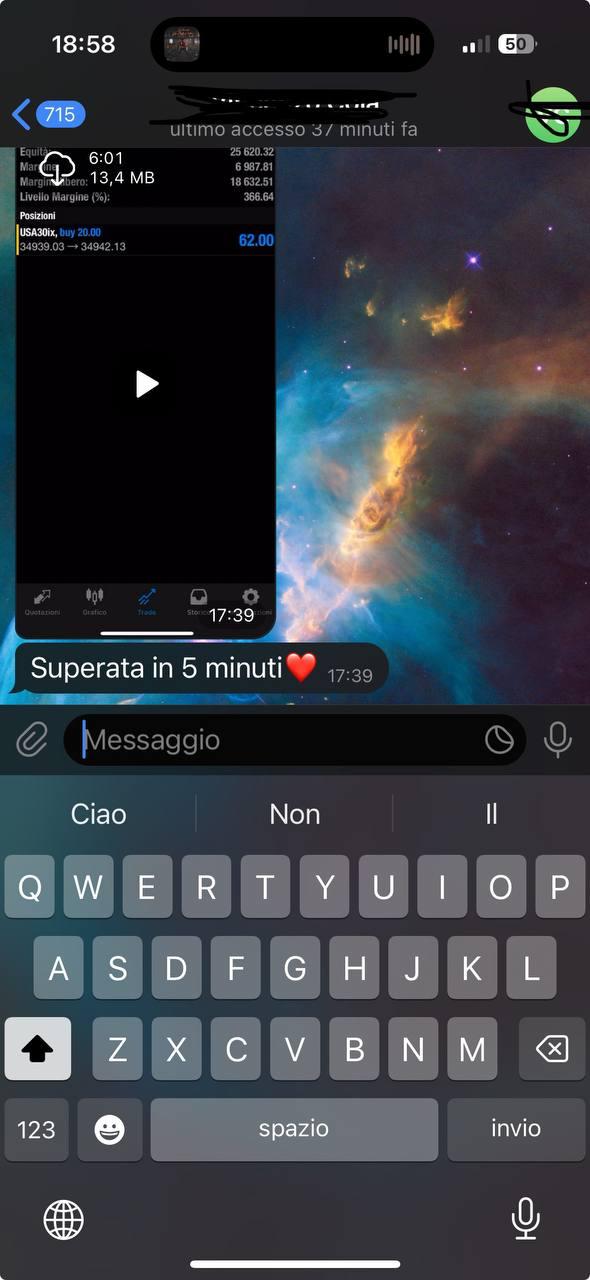 18:58
50
715
ultimo accesso 37 minuti fa
Equità: 25 620.32
6:01
Margine: 6 987.81
13,4 MB
Margine libero: 18 632.51
Livello Margine (%): 366.64
Posizioni
USA30ix, buy 20.00
34939.03 → 34942.13
62.00
Quotazioni Grafico Trade
17:39
Superata in 5 minuti❤️ 17:39
Messaggio
Ciao Non Il
Q W E R T Y U I O P
A S D F G H J K L
Z X C V B N M
123 spazio invio